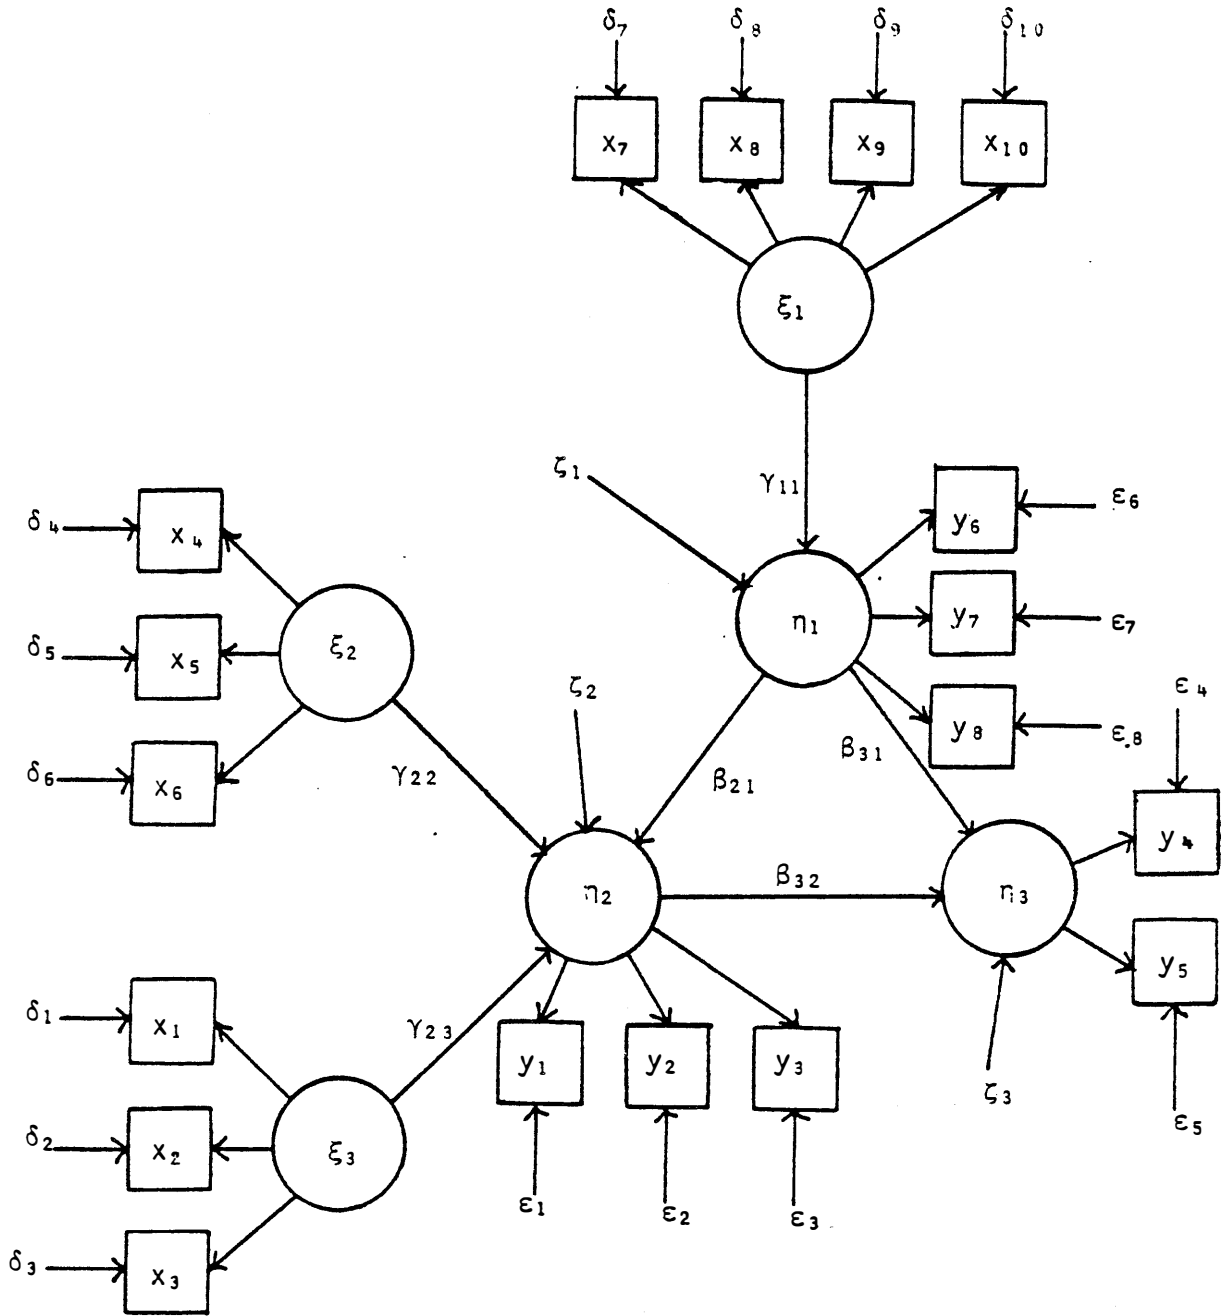 δ₇ δ₈ δ₉ δ₁₀
x₇ x₈ x₉ x₁₀
ξ₁
ζ₁ γ₁₁ y₆ ε₆
δ₄ x₄
η₁ y₇ ε₇
δ₅ x₅ ξ₂
ζ₂ ε₄
y₈ ε₈
β₃₁
δ₆ x₆ γ₂₂ β₂₁
y₄
η₂ β₃₂ η₃
y₅
δ₁ x₁ γ₂₃
y₁ y₂ y₃
ζ₃
δ₂ x₂ ξ₃ ε₅
ε₁ ε₂ ε₃
δ₃ x₃